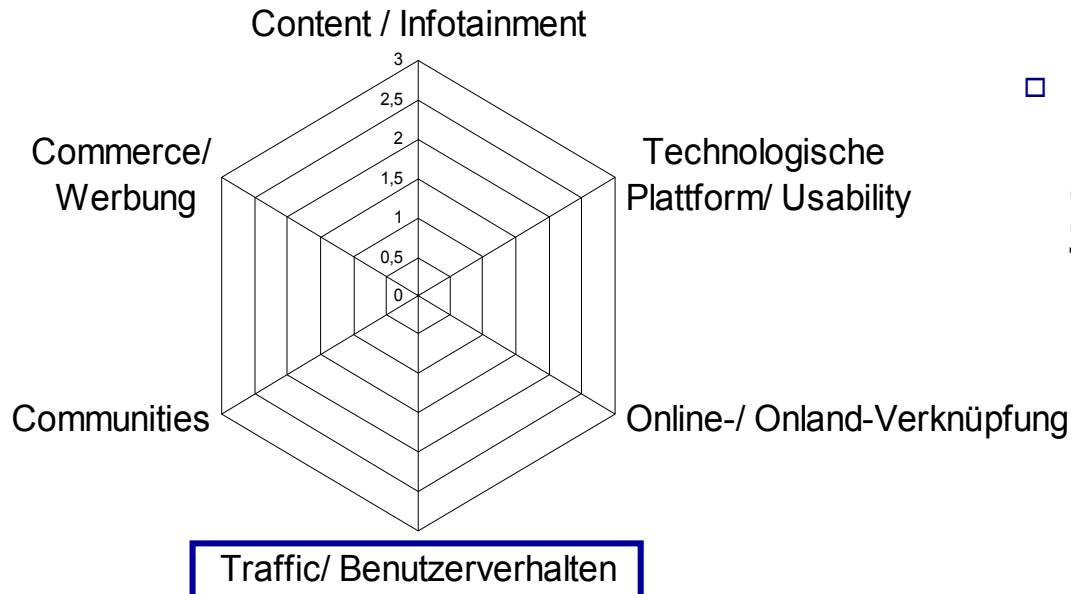 Content / Infotainment
3
2,5
2
1,5
1
0,5
0
Commerce/
Werbung
Technologische
Plattform/ Usability
Communities
Online-/ Onland-Verknüpfung
Traffic/ Benutzerverhalten